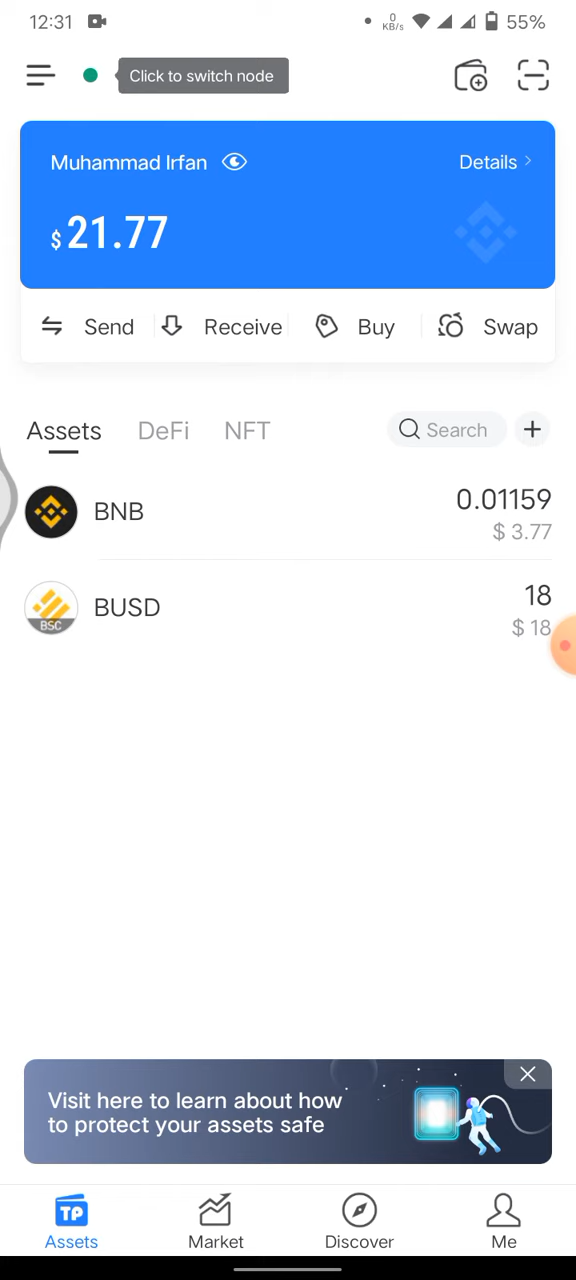 12:31 0 KB/s 55%
Click to switch node
Muhammad Irfan Details
$ 21.77
Send Receive Buy Swap
Assets DeFi NFT Search
BNB 0.01159
$ 3.77
BUSD 18
BSC $ 18
Visit here to learn about how
to protect your assets safe
TP
Assets Market Discover Me